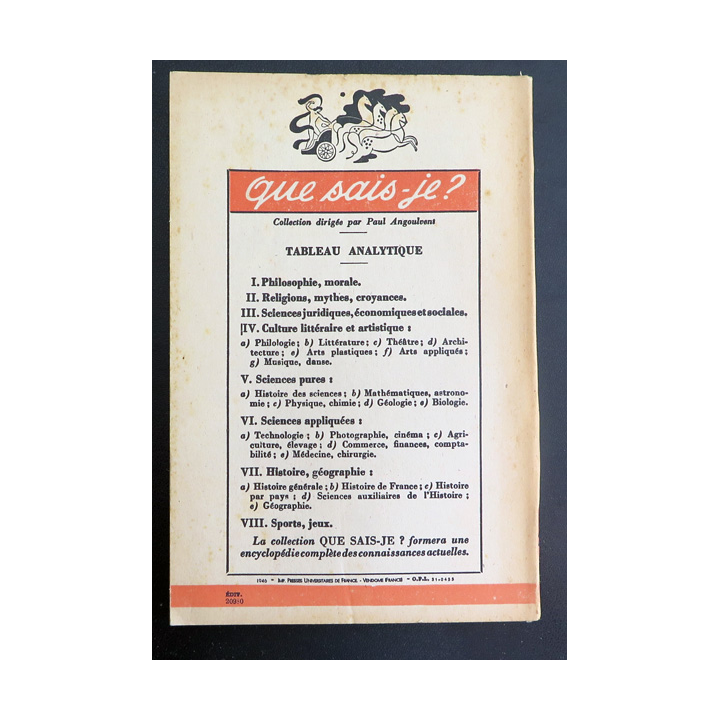 que sais-je?
Collection dirigée par Paul Angoulvent
TABLEAU ANALYTIQUE
I. Philosophie, morale.
II. Religions, mythes, croyances.
III. Sciences juridiques, économiques et sociales.
IV. Culture littéraire et artistique :
a) Philologie; b) Littérature; c) Théâtre; d) Archi-
tecture; e) Arts plastiques; f) Arts appliqués;
g) Musique, danse.
V. Sciences pures :
a) Histoire des sciences; b) Mathématiques, astrono-
mie; c) Physique, chimie; d) Géologie; e) Biologie.
VI. Sciences appliquées :
a) Technologie; b) Photographie, cinéma; c) Agri-
culture, élevage; d) Commerce, finances, compta-
bilité; e) Médecine, chirurgie.
VII. Histoire, géographie :
a) Histoire générale; b) Histoire de France; c) Histoire
par pays; d) Sciences auxiliaires de l'Histoire;
e) Géographie.
VIII. Sports, jeux.
La collection QUE SAIS-JE ? formera une
encyclopédie complète des connaissances actuelles.
IMP. PRESSES UNIVERSITAIRES DE FRANCE. - VENDOME (FRANCE) - O.P.L.
ÉDIT.